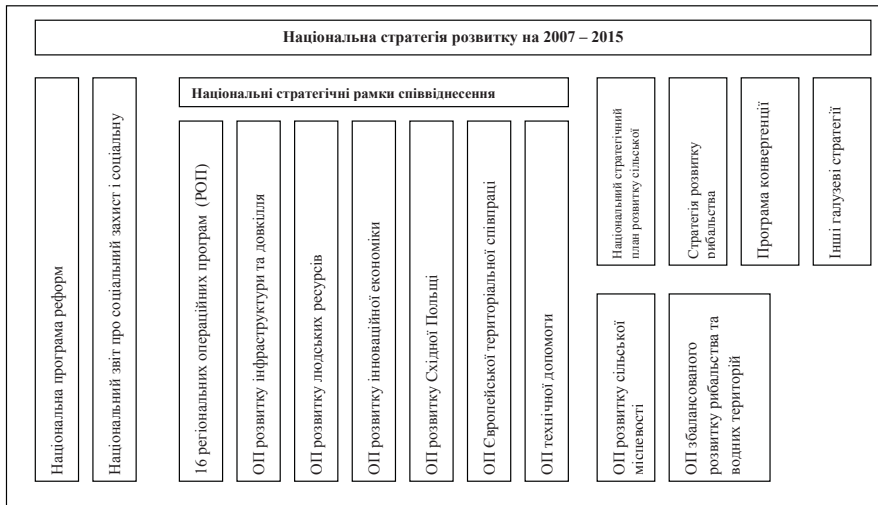 Національна стратегія розвитку на 2007 – 2015
Національна програма реформ
Національний звіт про соціальний захист і соціальну
Національні стратегічні рамки співвіднесення
16 регіональних операційних програм (РОП)
ОП розвитку інфраструктури та довкілля
ОП розвитку людських ресурсів
ОП розвитку інноваційної економіки
ОП розвитку Східної Польщі
ОП Європейської територіальної співпраці
ОП технічної допомоги
Національний стратегічний
план розвитку сільської
Стратегія розвитку
рибальства
Програма конвергенції
Інші галузеві стратегії
ОП розвитку сільської
місцевості
ОП збалансованого
розвитку рибальства та
водних територій